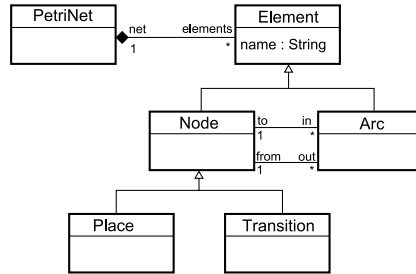 PetriNet
Element
net
elements
1
*
name : String
Node
to
in
Arc
1
*
from
out
1
*
Place
Transition